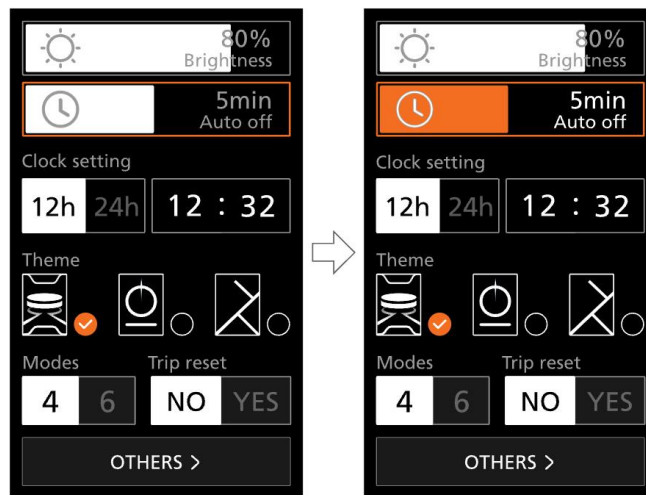 80%
Brightness
5min
Auto off
Clock setting
12h 24h 12 : 32
Theme
Modes Trip reset
4 6 NO YES
OTHERS >
80%
Brightness
5min
Auto off
Clock setting
12h 24h 12 : 32
Theme
Modes Trip reset
4 6 NO YES
OTHERS >